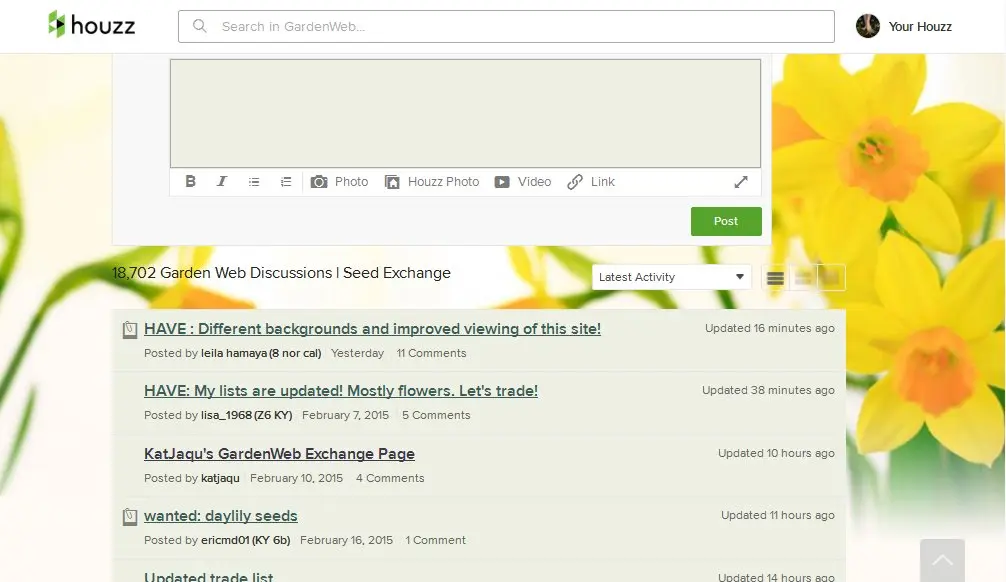 houzz
Search in GardenWeb...
Your Houzz
B I Photo Houzz Photo Video Link
Post
18,702 Garden Web Discussions | Seed Exchange
Latest Activity
HAVE : Different backgrounds and improved viewing of this site! Updated 16 minutes ago
Posted by leila hamaya (8 nor cal) Yesterday 11 Comments
HAVE: My lists are updated! Mostly flowers. Let's trade! Updated 38 minutes ago
Posted by lisa_1968 (Z6 KY) February 7, 2015 5 Comments
KatJaqu's GardenWeb Exchange Page Updated 10 hours ago
Posted by katjaqu February 10, 2015 4 Comments
wanted: daylily seeds Updated 11 hours ago
Posted by ericmd01 (KY 6b) February 16, 2015 1 Comment
Updated trade list Updated 14 hours ago